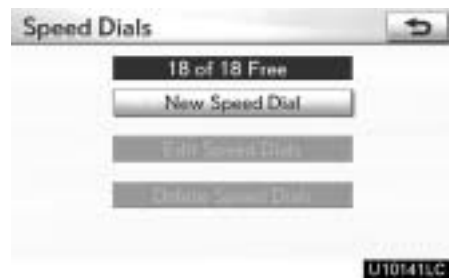 Speed Dials
18 of 18 Free
New Speed Dial
Edit Speed Dials
Delete Speed Dials
U10141LC